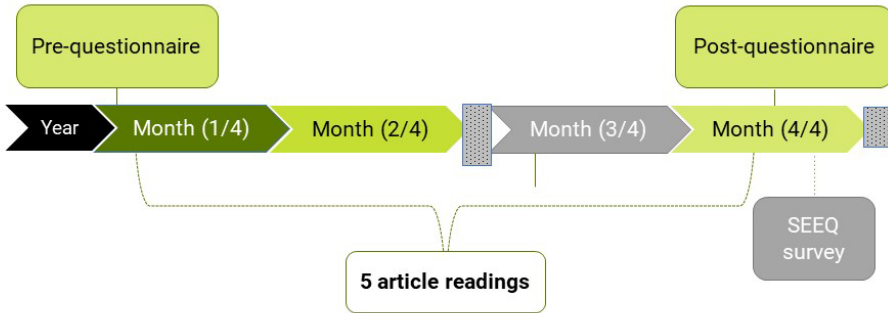 Pre-questionnaire
Post-questionnaire
Year
Month (1/4)
Month (2/4)
Month (3/4)
Month (4/4)
5 article readings
SEEQ
survey